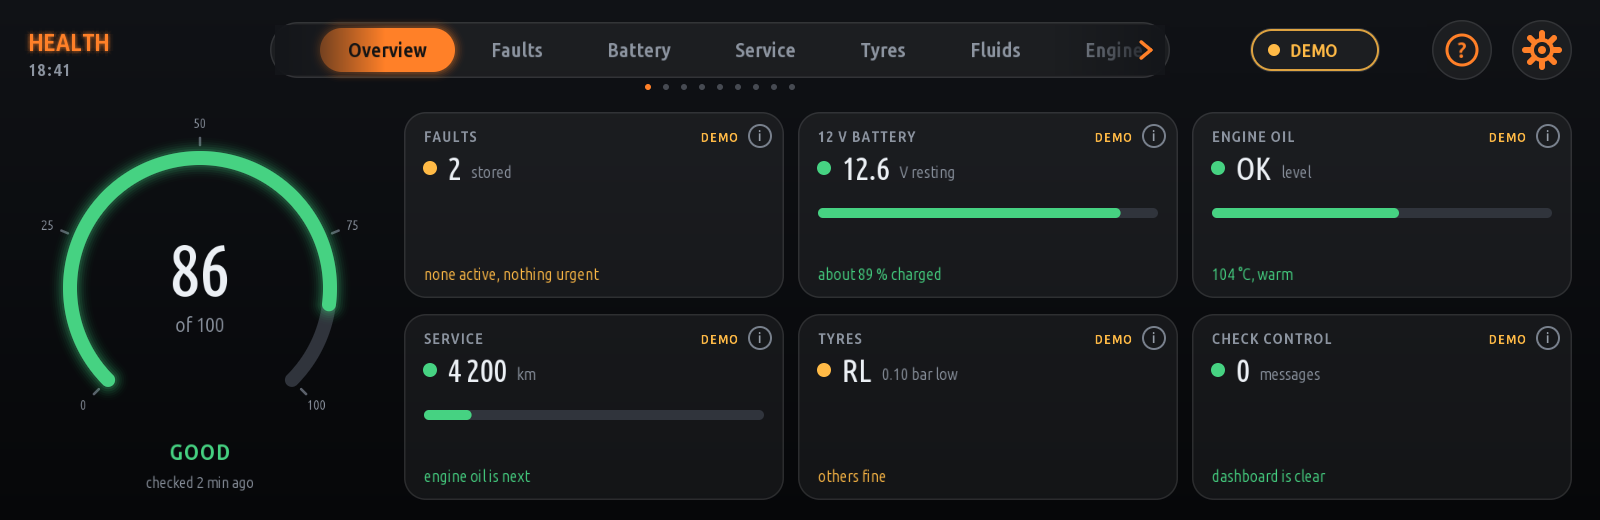 HEALTH
18:41
Overview Faults Battery Service Tyres Fluids Engine
DEMO
?
50
25
75
0
100
86
of 100
GOOD
checked 2 min ago
FAULTS DEMO i
2 stored
none active, nothing urgent
12 V BATTERY DEMO i
12.6 V resting
about 89 % charged
ENGINE OIL DEMO i
OK level
104 °C, warm
SERVICE DEMO i
4 200 km
engine oil is next
TYRES DEMO i
RL 0.10 bar low
others fine
CHECK CONTROL DEMO i
0 messages
dashboard is clear